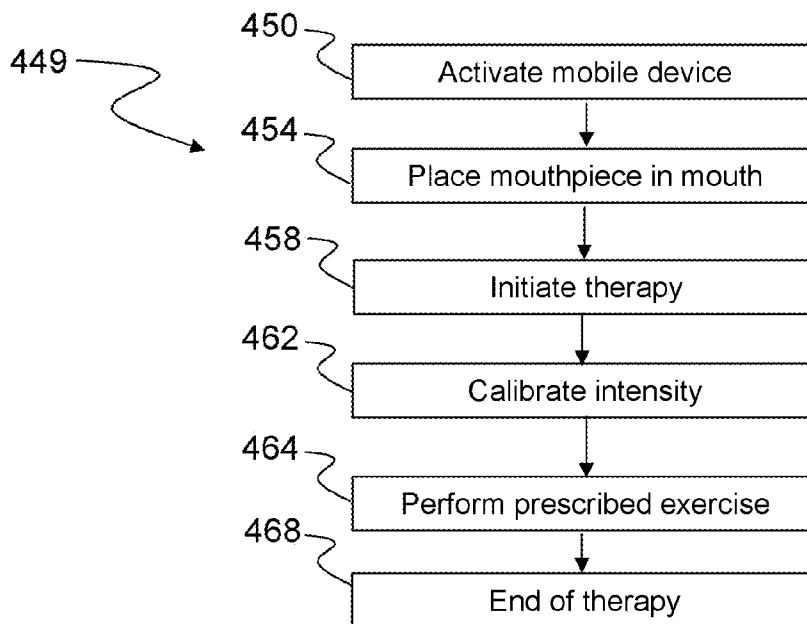 449
450
Activate mobile device
454
Place mouthpiece in mouth
458
Initiate therapy
462
Calibrate intensity
464
Perform prescribed exercise
468
End of therapy